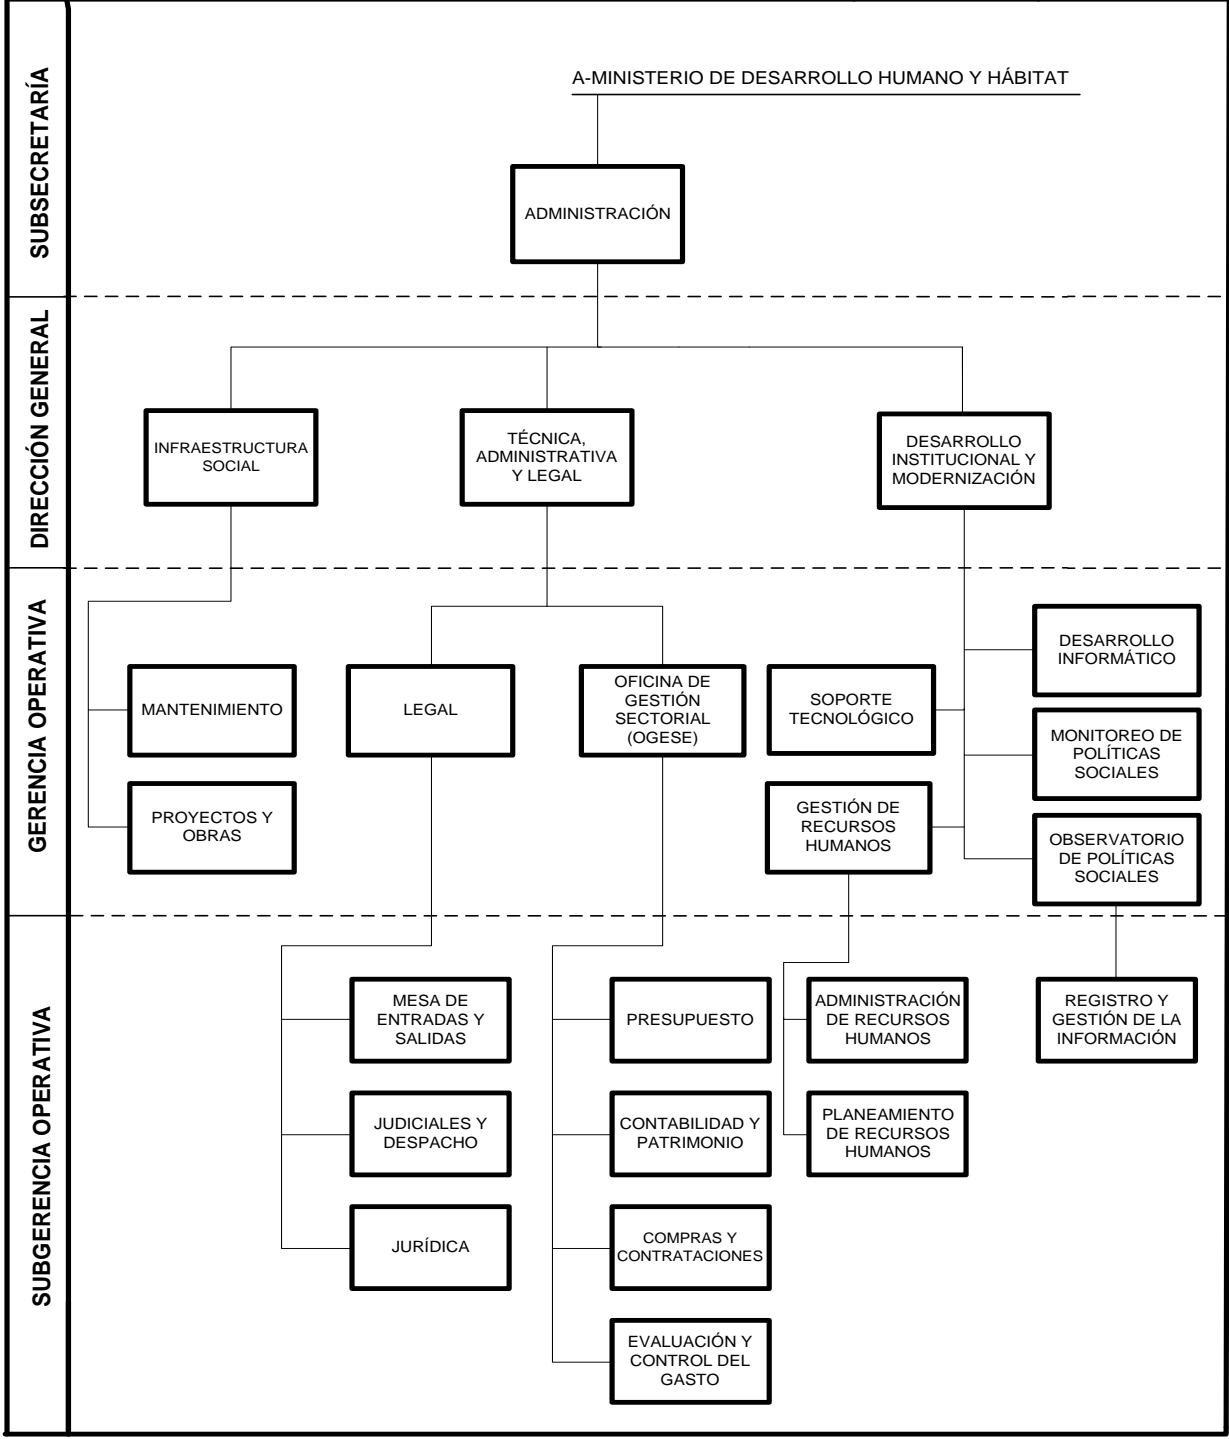 A-MINISTERIO DE DESARROLLO HUMANO Y HÁBITAT
SUBSECRETARÍA
ADMINISTRACIÓN
DIRECCIÓN GENERAL
INFRAESTRUCTURA
SOCIAL
TÉCNICA,
ADMINISTRATIVA
Y LEGAL
DESARROLLO
INSTITUCIONAL Y
MODERNIZACIÓN
GERENCIA OPERATIVA
MANTENIMIENTO
PROYECTOS Y
OBRAS
LEGAL
OFICINA DE
GESTIÓN
SECTORIAL
(OGESE)
SOPORTE
TECNOLÓGICO
GESTIÓN DE
RECURSOS
HUMANOS
DESARROLLO
INFORMÁTICO
MONITOREO DE
POLÍTICAS
SOCIALES
OBSERVATORIO
DE POLÍTICAS
SOCIALES
SUBGERENCIA OPERATIVA
MESA DE
ENTRADAS Y
SALIDAS
JUDICIALES Y
DESPACHO
JURÍDICA
PRESUPUESTO
CONTABILIDAD Y
PATRIMONIO
COMPRAS Y
CONTRATACIONES
EVALUACIÓN Y
CONTROL DEL
GASTO
ADMINISTRACIÓN
DE RECURSOS
HUMANOS
PLANEAMIENTO
DE RECURSOS
HUMANOS
REGISTRO Y
GESTIÓN DE LA
INFORMACIÓN